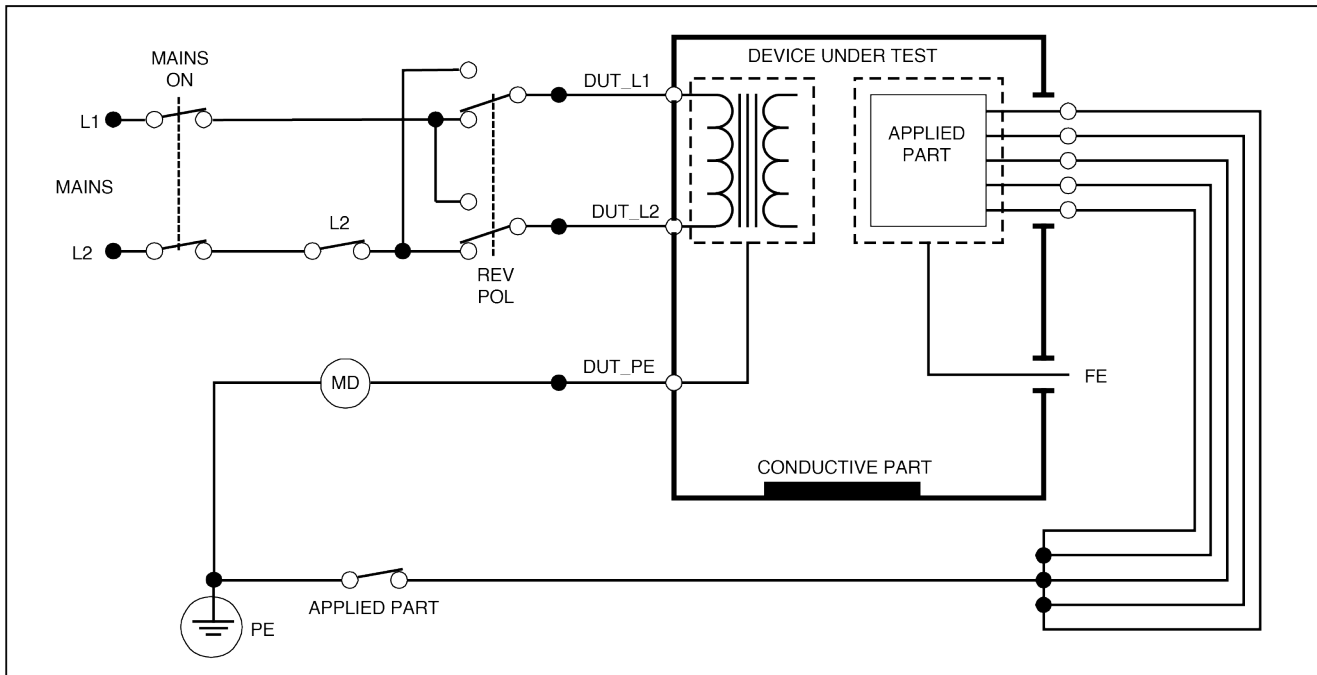 MAINS
ON
DEVICE UNDER TEST
DUT_L1
L1
APPLIED
PART
MAINS
L2
DUT_L2
L2
REV
POL
DUT_PE
MD
FE
CONDUCTIVE PART
APPLIED PART
PE